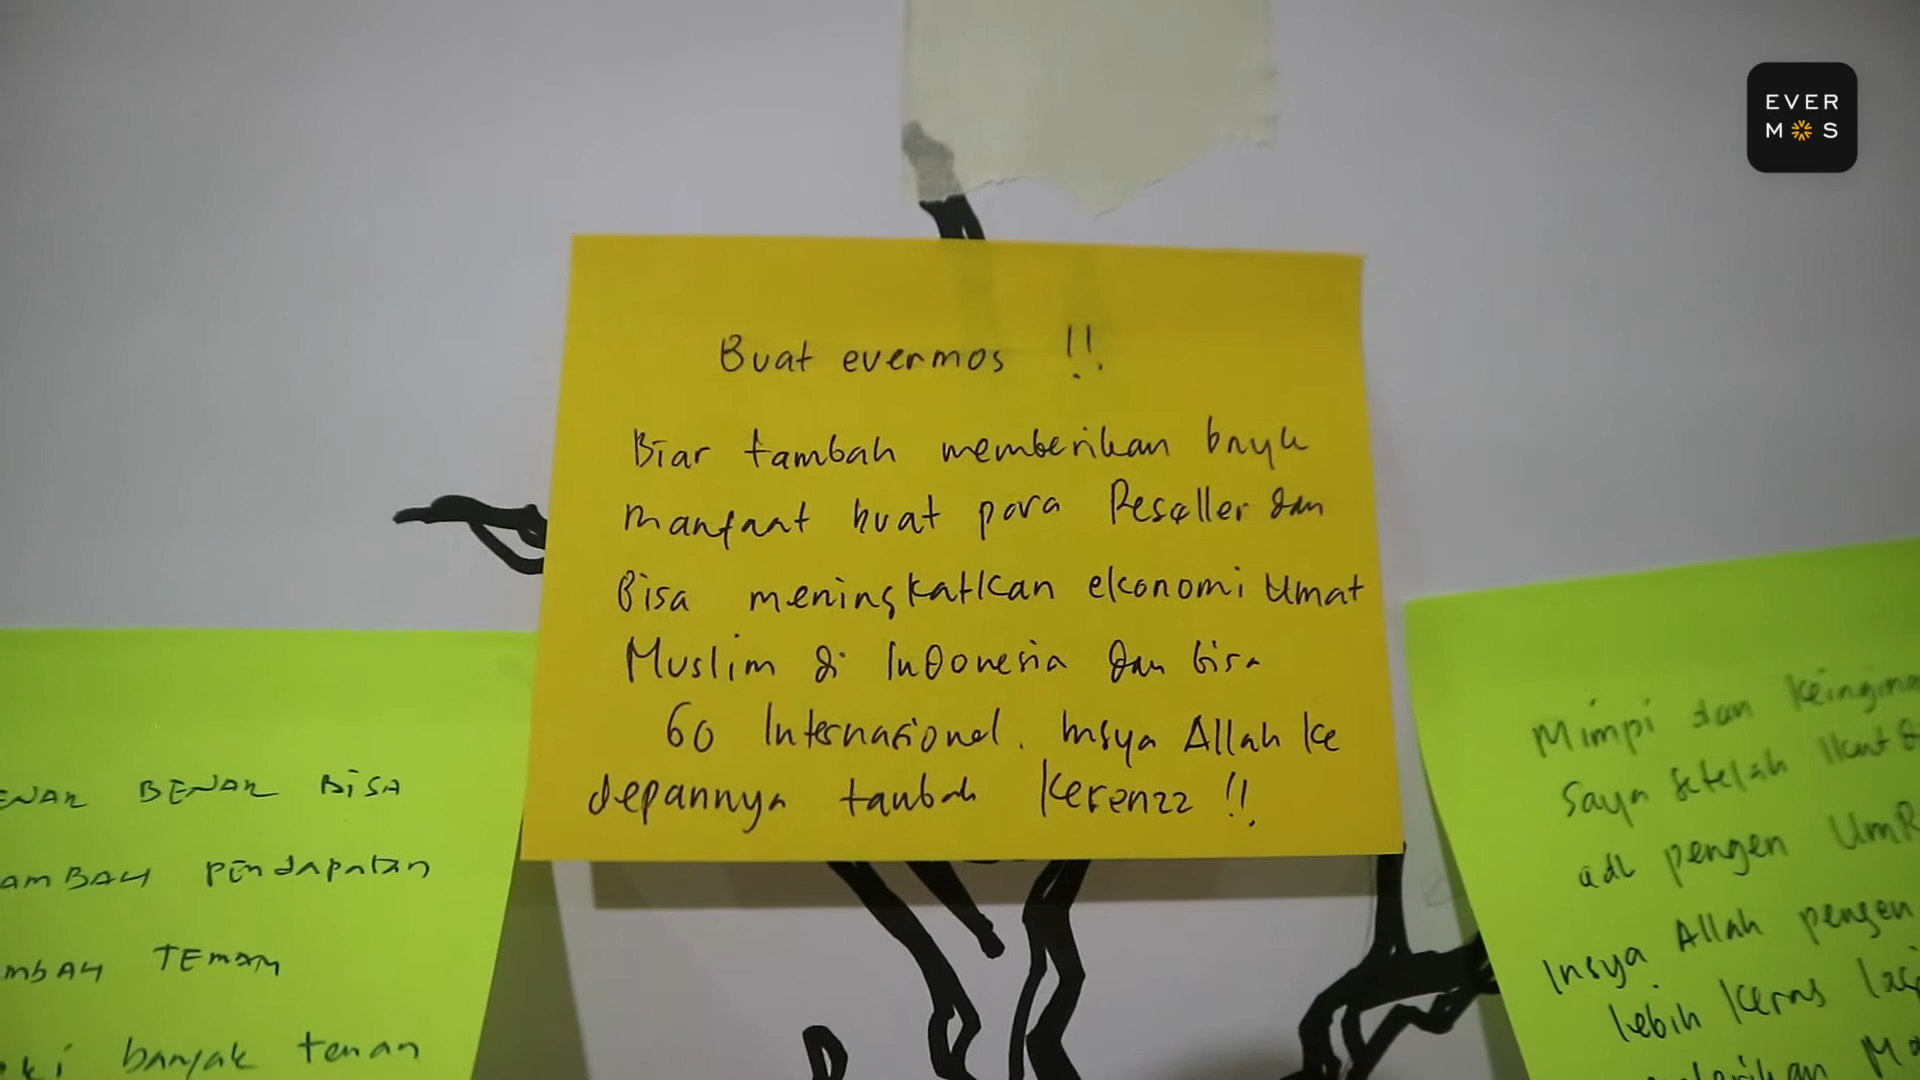 EVER
MOS
Buat evermos !!
Biar tambah memberikan bnyk
manfaat buat para Reseller dan
Bisa meningkatkan ekonomi Umat
Muslim di Indonesia dan bisa
Go Internasional. Insya Allah ke
depannya tambah Kerenzz !!
BENAR BISA
PENDAPATAN
TEMAN
banyak teman
Mimpi dan
saya setelah Ikut
adl pengen
Insya Allah pengen
lebih keras